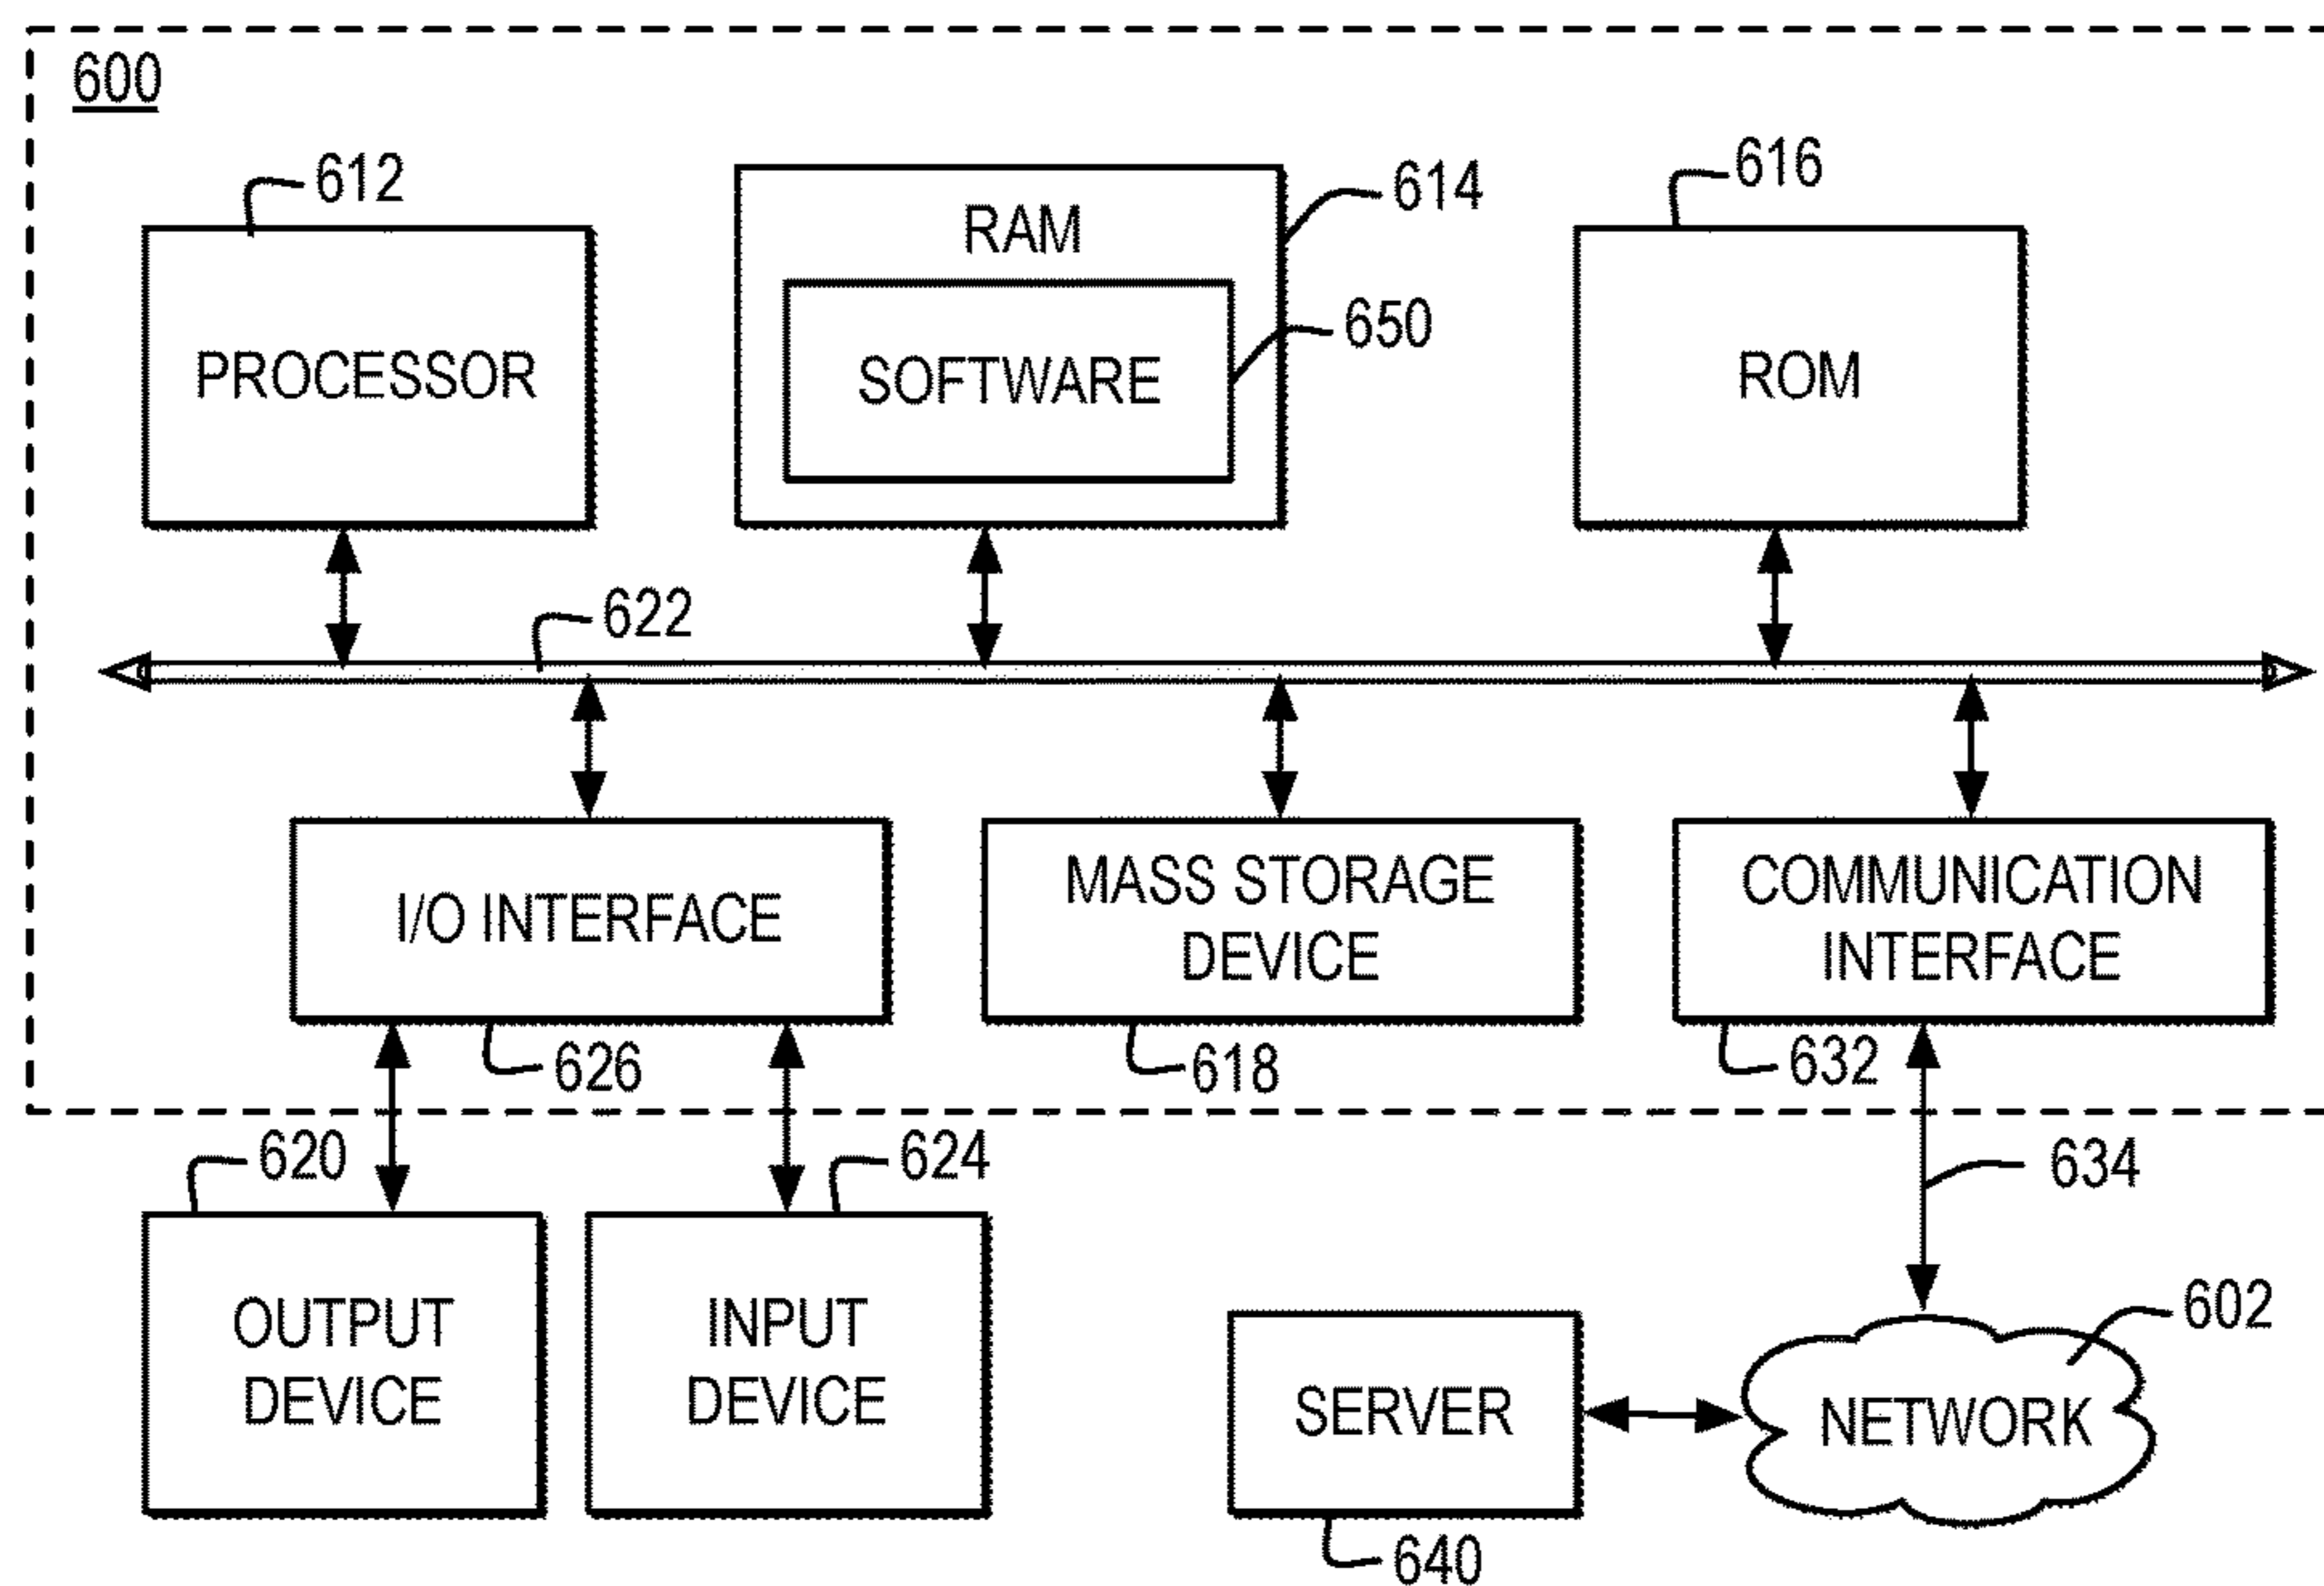 600
612
614
616
RAM
650
PROCESSOR
SOFTWARE
ROM
622
I/O INTERFACE
MASS STORAGE
DEVICE
COMMUNICATION
INTERFACE
626
618
632
620
624
634
OUTPUT
DEVICE
INPUT
DEVICE
602
SERVER
NETWORK
640